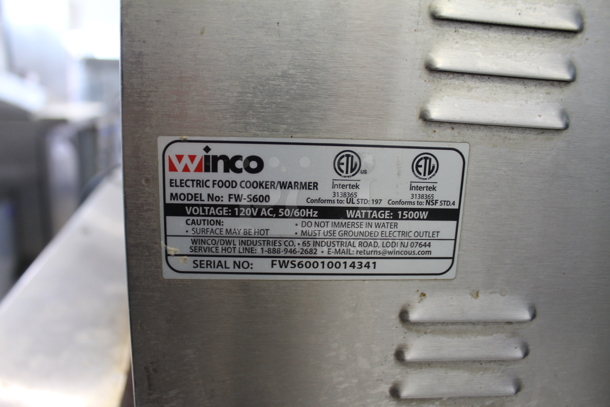 Winco
ETL US
Intertek
3138365
Conforms to: UL STD: 197
ETL
Intertek
3138365
Conforms to: NSF STD.4
ELECTRIC FOOD COOKER/WARMER
MODEL No: FW-S600
VOLTAGE: 120V AC, 50/60Hz WATTAGE: 1500W
CAUTION: • DO NOT IMMERSE IN WATER
• SURFACE MAY BE HOT • MUST USE GROUNDED ELECTRIC OUTLET
WINCO/DWL INDUSTRIES CO. • 65 INDUSTRIAL ROAD, LODI NJ 07644
SERVICE HOT LINE: 1-888-946-2682 • E-MAIL: returns@wincous.com
SERIAL NO: FWS60010014341